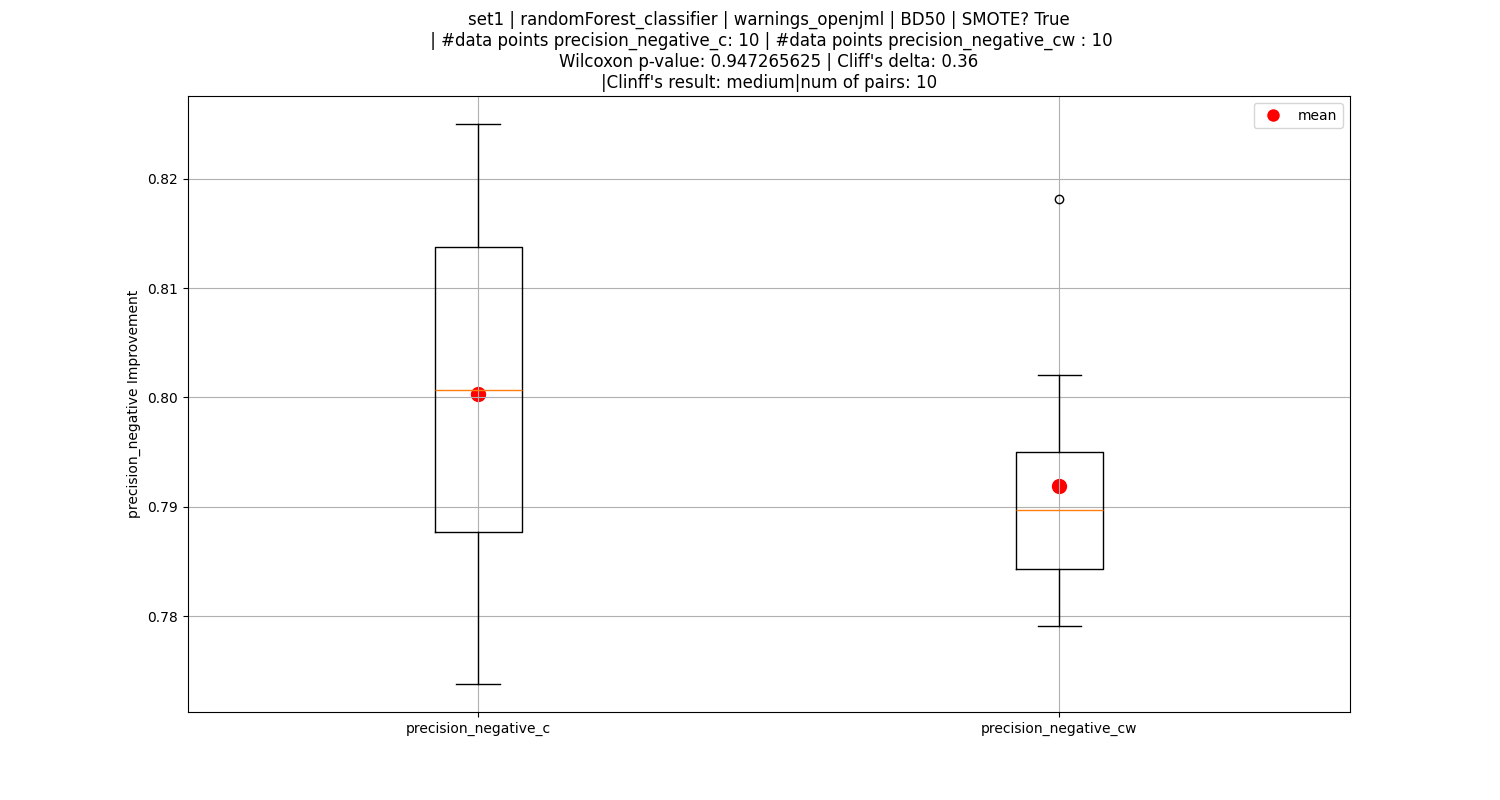 set1 | randomForest_classifier | warnings_openjml | BD50 | SMOTE? True
| #data points precision_negative_c: 10 | #data points precision_negative_cw : 10
Wilcoxon p-value: 0.947265625 | Cliff's delta: 0.36
|Clinff's result: medium|num of pairs: 10
mean
0.82
0.81
0.80
0.79
0.78
precision_negative Improvement
precision_negative_c
precision_negative_cw